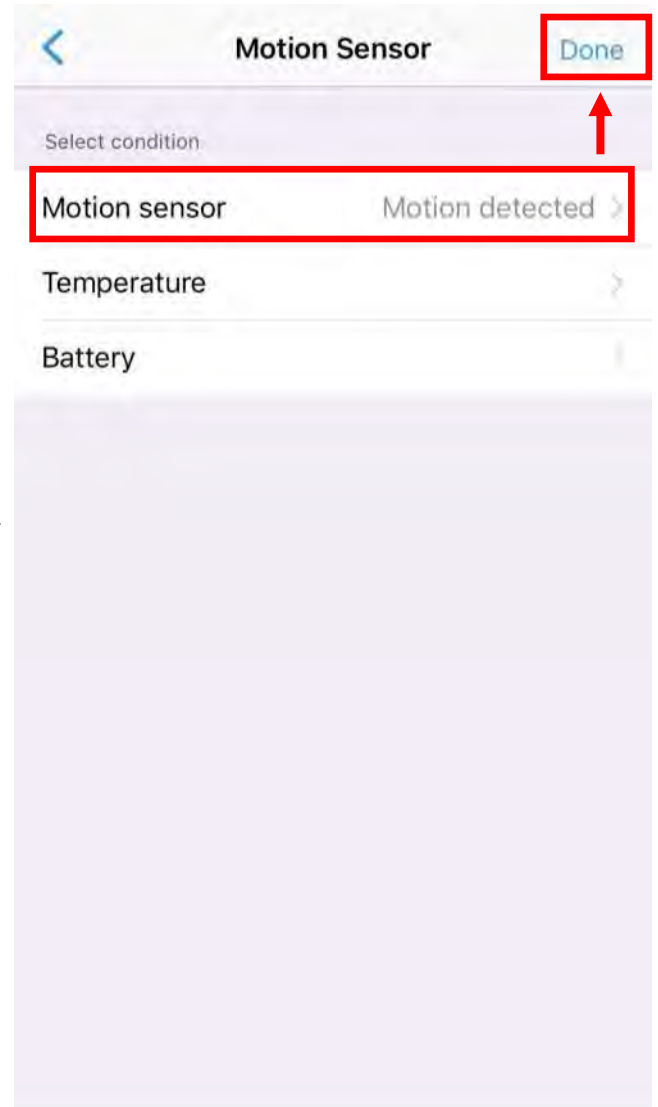 Motion Sensor Done
Select condition
Motion sensor Motion detected
Temperature
Battery